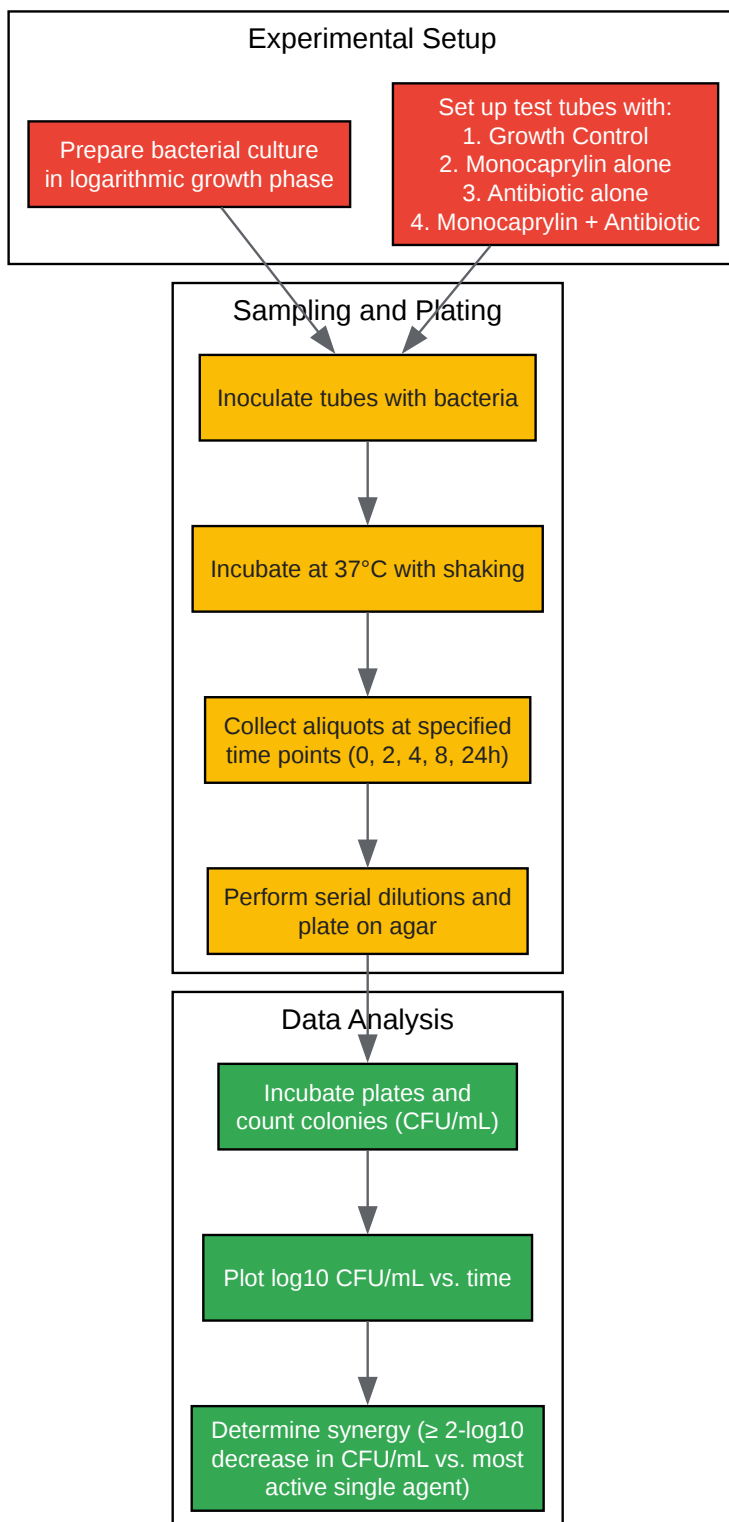 Experimental Setup
Prepare bacterial culture
in logarithmic growth phase
Set up test tubes with:
1. Growth Control
2. Monocaprylin alone
3. Antibiotic alone
4. Monocaprylin + Antibiotic
Sampling and Plating
Inoculate tubes with bacteria
Incubate at 37°C with shaking
Collect aliquots at specified
time points (0, 2, 4, 8, 24h)
Perform serial dilutions and
plate on agar
Data Analysis
Incubate plates and
count colonies (CFU/mL)
Plot log10 CFU/mL vs. time
Determine synergy (≥ 2-log10
decrease in CFU/mL vs. most
active single agent)